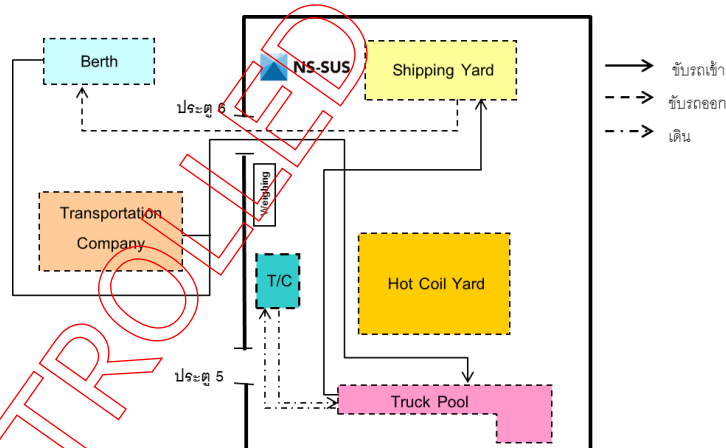 Berth
NS-SUS
Shipping Yard
ขับรถเข้า
ขับรถออก
เดิน
ประตู 6
Weighing
Transportation
Company
T/C
Hot Coil Yard
ประตู 5
Truck Pool
TROLLED